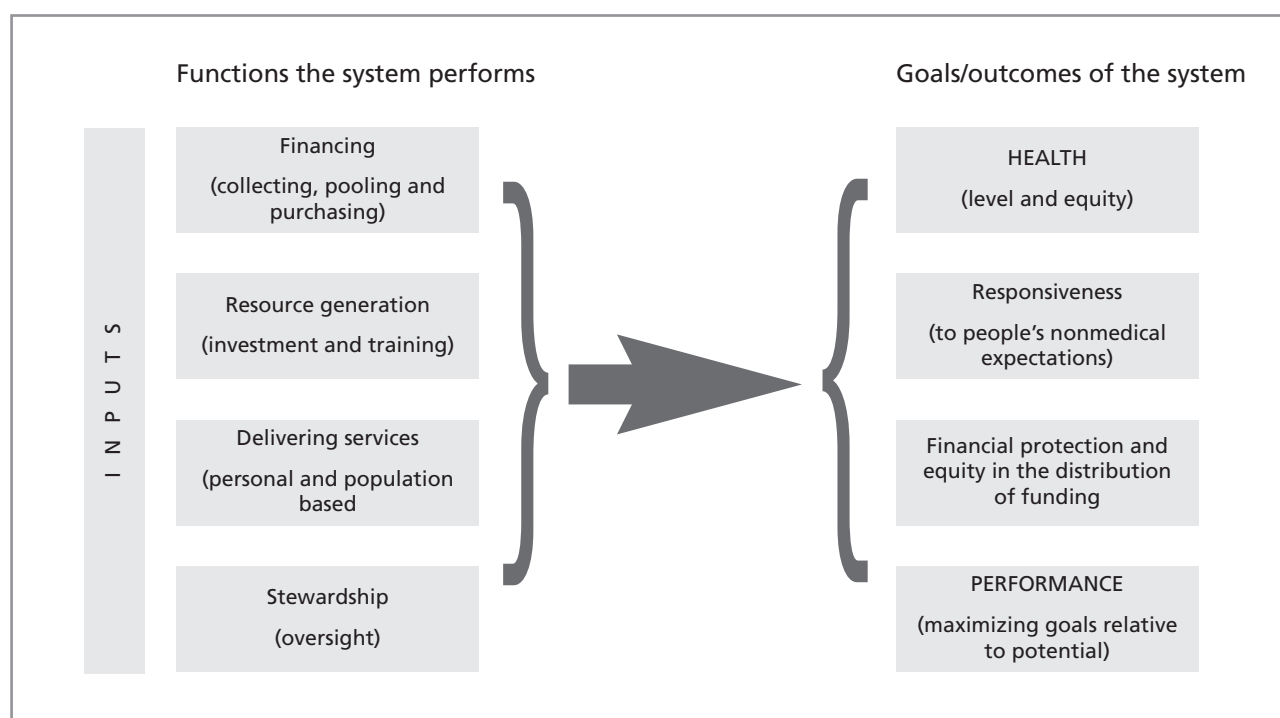 Functions the system performs
Goals/outcomes of the system
INPUTS
Financing
(collecting, pooling and
purchasing)
Resource generation
(investment and training)
Delivering services
(personal and population
based
Stewardship
(oversight)
HEALTH
(level and equity)
Responsiveness
(to people’s nonmedical
expectations)
Financial protection and
equity in the distribution
of funding
PERFORMANCE
(maximizing goals relative
to potential)